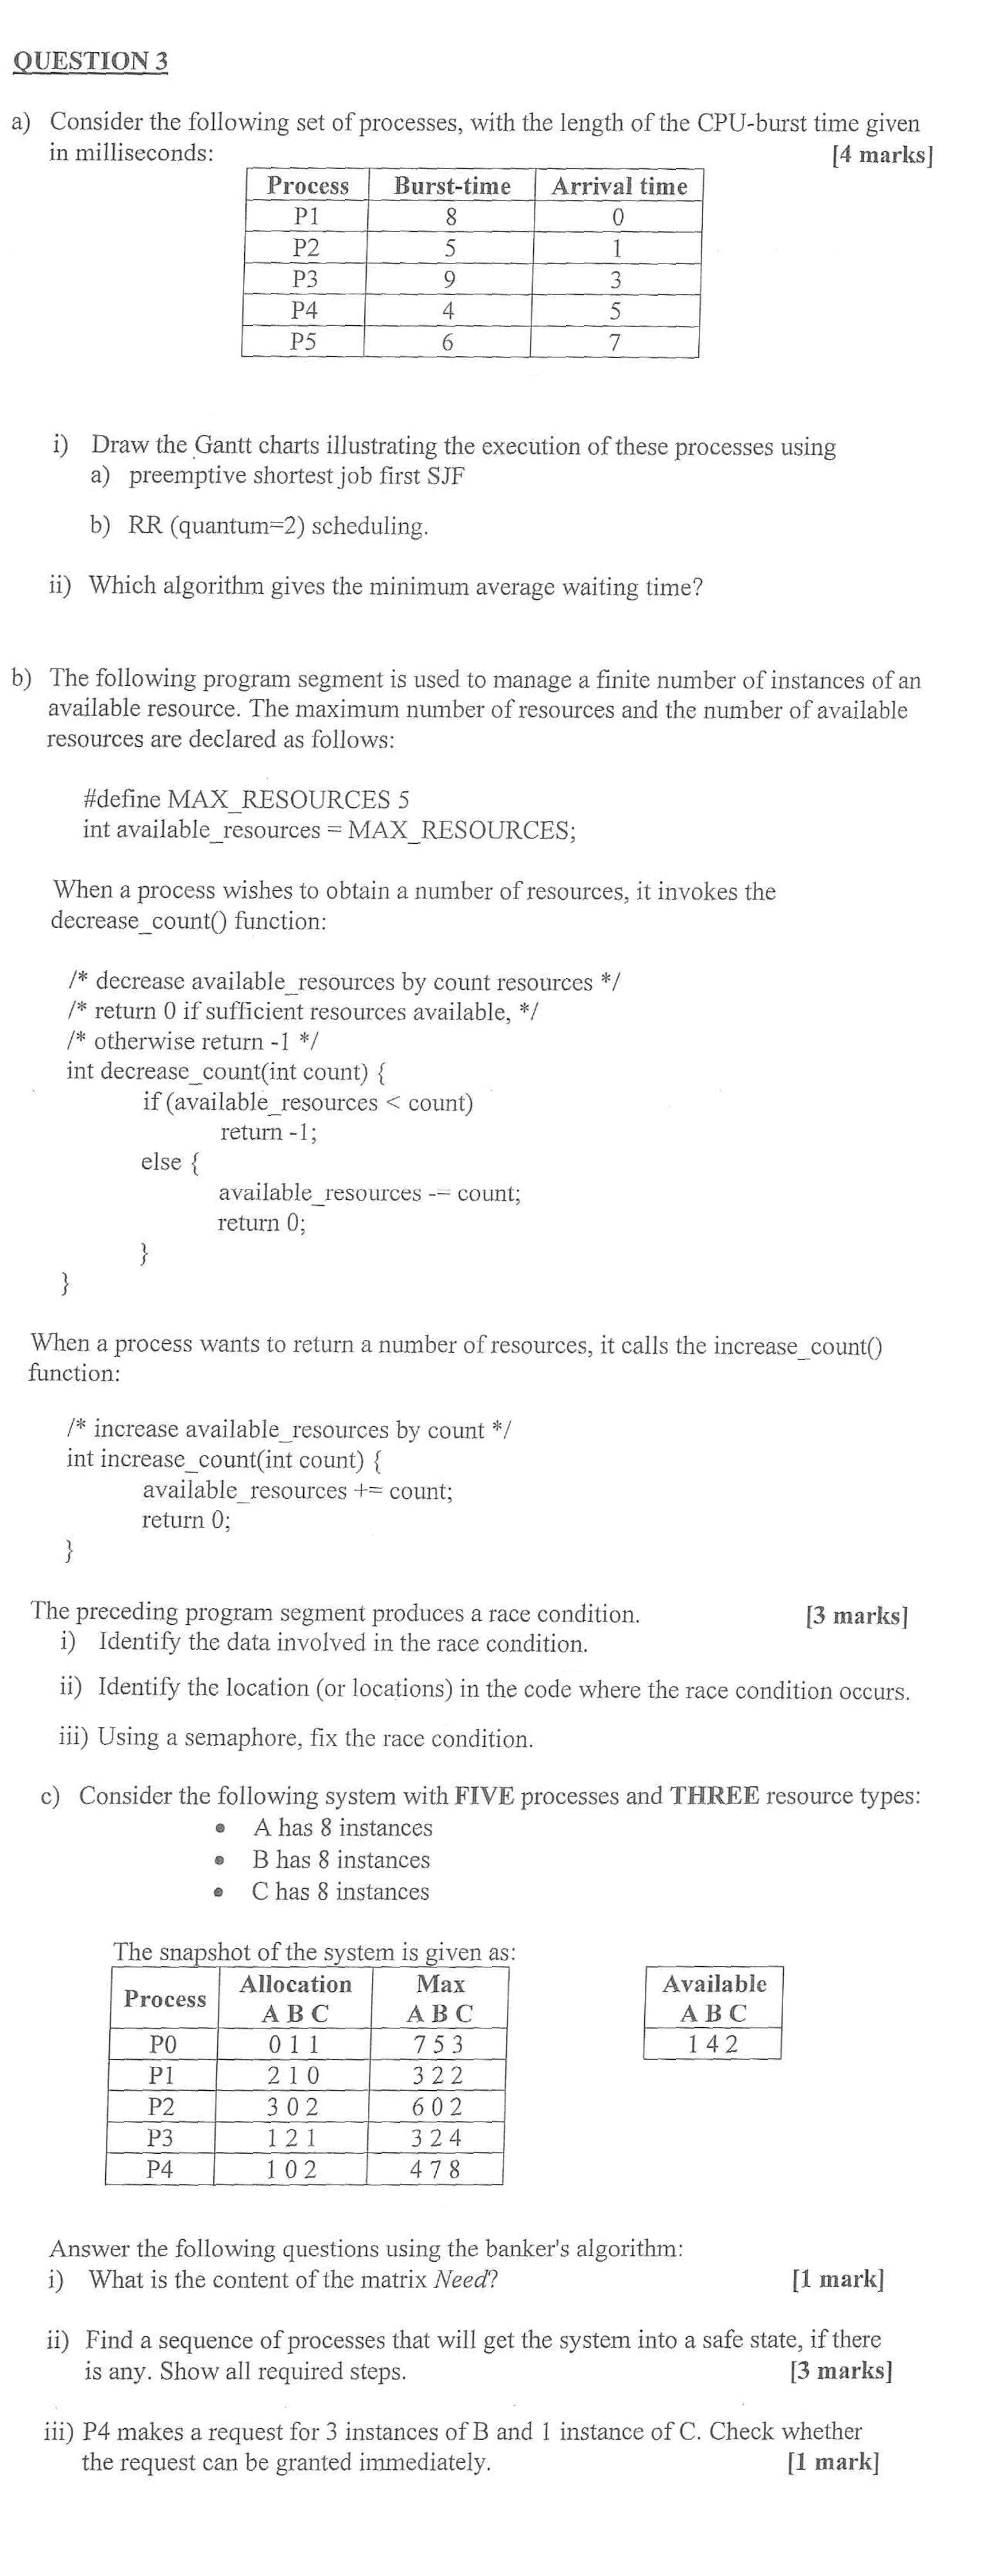 QUESTION 3
a) Consider the following set of processes, with the length of the CPU-burst time given
in milliseconds: [4 marks]
Process Burst-time Arrival time
P1 8 0
P2 5 1
P3 9 3
P4 4 5
P5 6 7
i) Draw the Gantt charts illustrating the execution of these processes using
a) preemptive shortest job first SJF
b) RR (quantum=2) scheduling.
ii) Which algorithm gives the minimum average waiting time?
b) The following program segment is used to manage a finite number of instances of an
available resource. The maximum number of resources and the number of available
resources are declared as follows:
#define MAX_RESOURCES 5
int available_resources = MAX_RESOURCES;
When a process wishes to obtain a number of resources, it invokes the
decrease_count() function:
/* decrease available_resources by count resources */
/* return 0 if sufficient resources available, */
/* otherwise return -1 */
int decrease_count(int count) {
if (available_resources < count)
return -1;
else {
available_resources -= count;
return 0;
}
}
When a process wants to return a number of resources, it calls the increase_count()
function:
/* increase available_resources by count */
int increase_count(int count) {
available_resources += count;
return 0;
}
The preceding program segment produces a race condition. [3 marks]
i) Identify the data involved in the race condition.
ii) Identify the location (or locations) in the code where the race condition occurs.
iii) Using a semaphore, fix the race condition.
c) Consider the following system with FIVE processes and THREE resource types:
• A has 8 instances
• B has 8 instances
• C has 8 instances
The snapshot of the system is given as:
Process Allocation Max Available
A B C A B C A B C
P0 0 1 1 7 5 3 1 4 2
P1 2 1 0 3 2 2
P2 3 0 2 6 0 2
P3 1 2 1 3 2 4
P4 1 0 2 4 7 8
Answer the following questions using the banker's algorithm:
i) What is the content of the matrix Need? [1 mark]
ii) Find a sequence of processes that will get the system into a safe state, if there
is any. Show all required steps. [3 marks]
iii) P4 makes a request for 3 instances of B and 1 instance of C. Check whether
the request can be granted immediately. [1 mark]